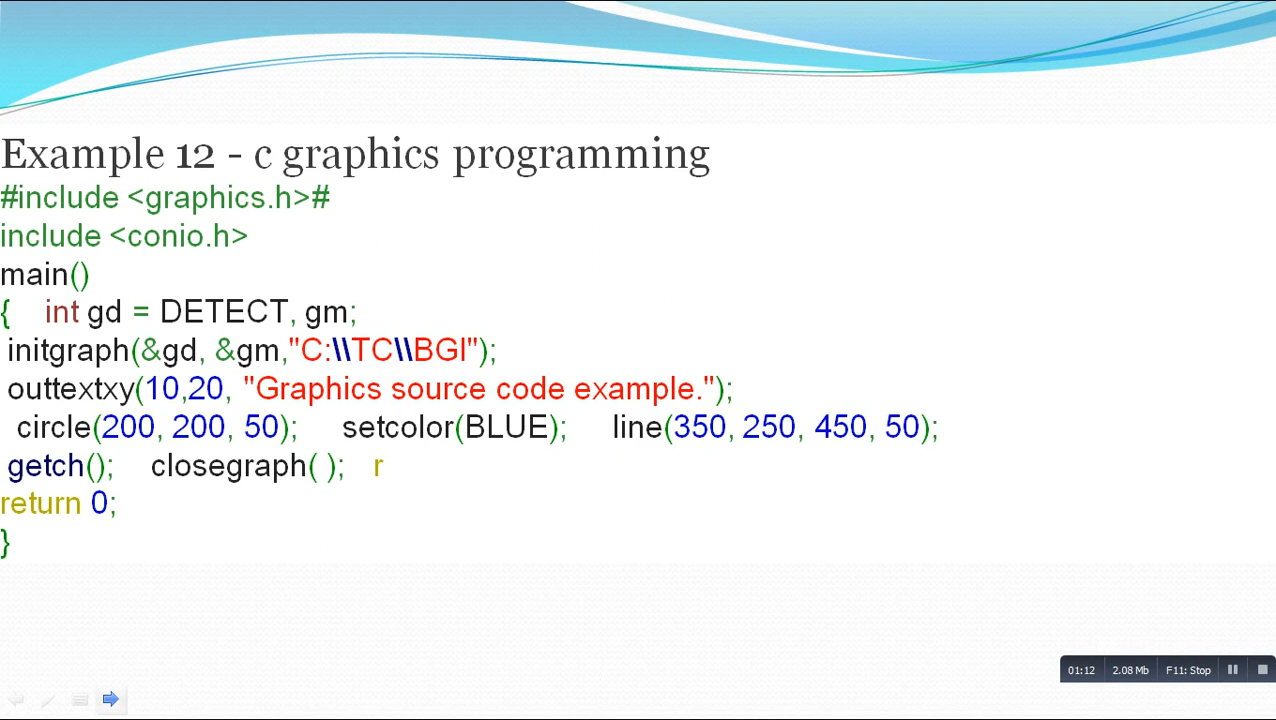 Example 12 - c graphics programming
#include <graphics.h>#
include <conio.h>
main()
{ int gd = DETECT, gm;
initgraph(&gd, &gm,"C:\\TC\\BGI");
outtextxy(10,20, "Graphics source code example.");
circle(200, 200, 50); setcolor(BLUE); line(350, 250, 450, 50);
getch(); closegraph( ); r
return 0;
}
01:12 2.08 Mb F11: Stop